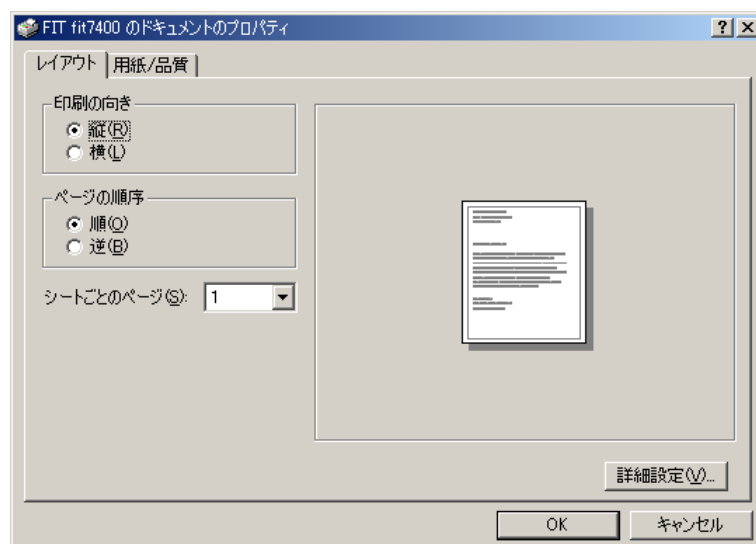 FIT fit7400 のドキュメントのプロパティ
レイアウト
用紙/品質
印刷の向き
縦(R)
横(L)
ページの順序
順(O)
逆(B)
シートごとのページ(S):
1
詳細設定(V)...
OK
キャンセル